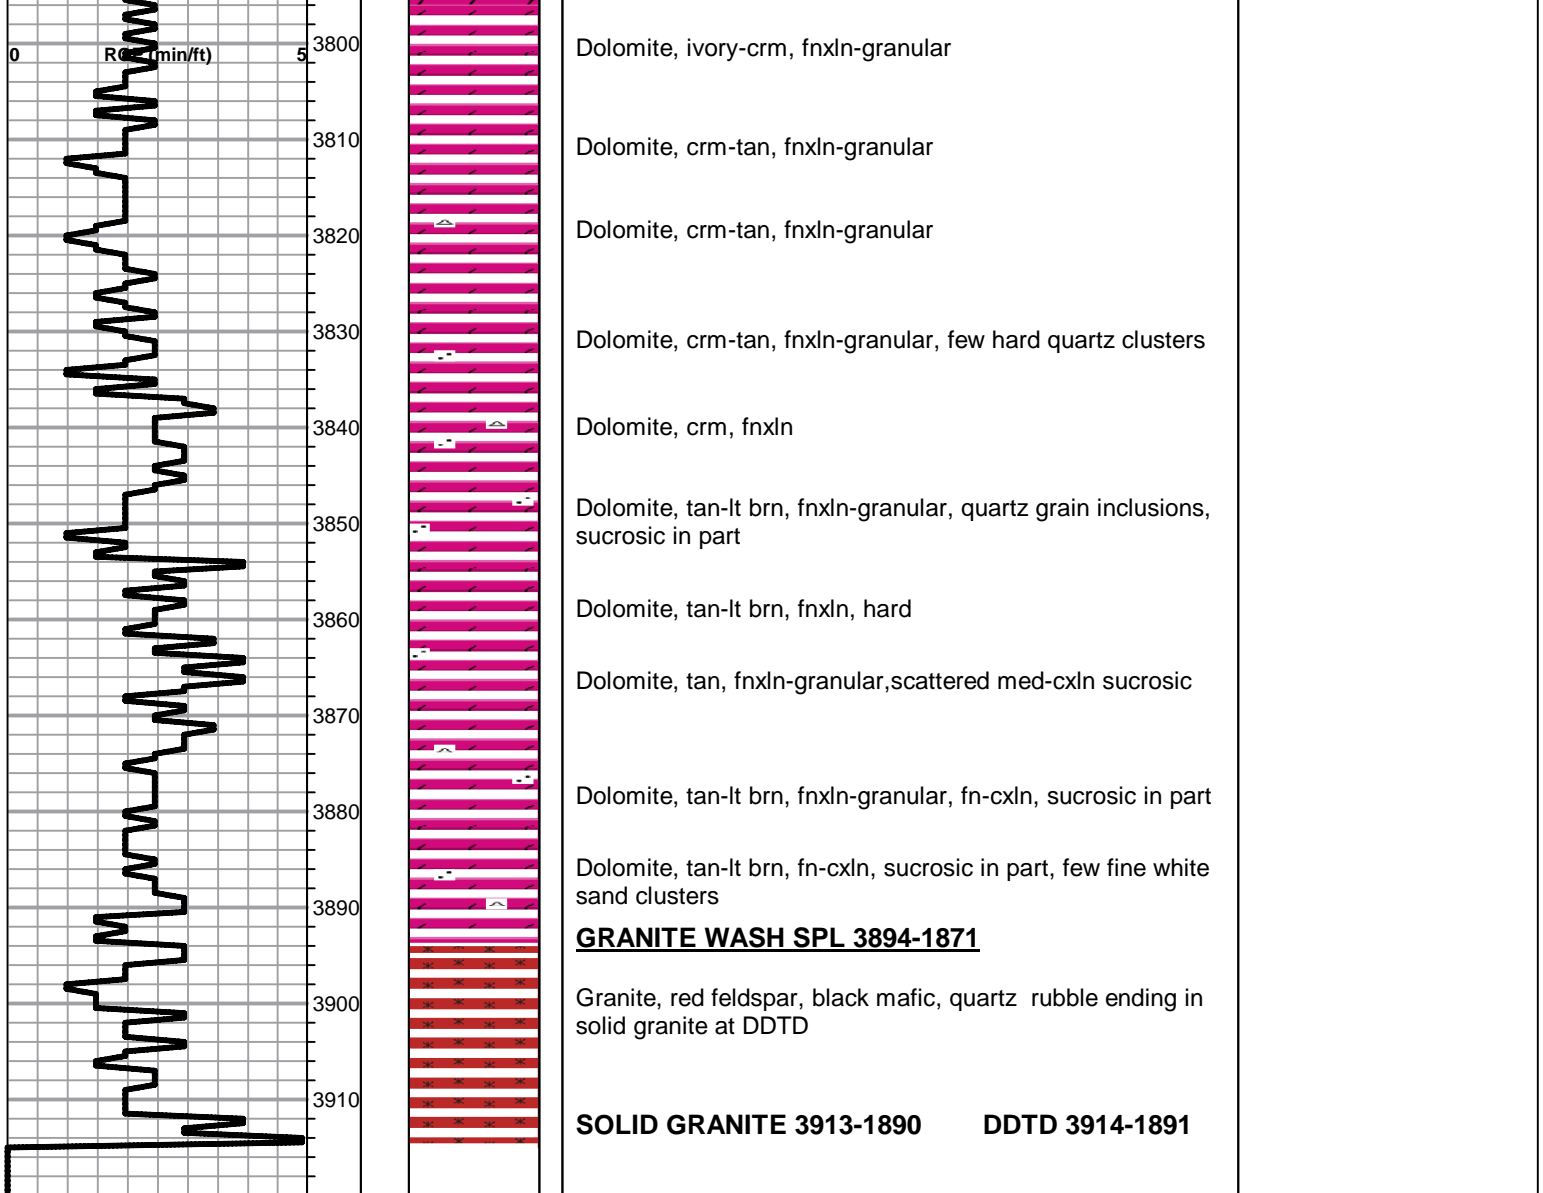 0 ROP (min/ft) 5
3800
Dolomite, ivory-crm, fnxln-granular
3810
Dolomite, crm-tan, fnxln-granular
3820
Dolomite, crm-tan, fnxln-granular
3830
Dolomite, crm-tan, fnxln-granular, few hard quartz clusters
3840
Dolomite, crm, fnxln
3850
Dolomite, tan-lt brn, fnxln-granular, quartz grain inclusions,
sucrosic in part
3860
Dolomite, tan-lt brn, fnxln, hard
Dolomite, tan, fnxln-granular,scattered med-cxln sucrosic
3870
Dolomite, tan-lt brn, fnxln-granular, fn-cxln, sucrosic in part
3880
Dolomite, tan-lt brn, fn-cxln, sucrosic in part, few fine white
sand clusters
3890
GRANITE WASH SPL 3894-1871
3900
Granite, red feldspar, black mafic, quartz  rubble ending in
solid granite at DDTD
3910
SOLID GRANITE 3913-1890 DDTD 3914-1891